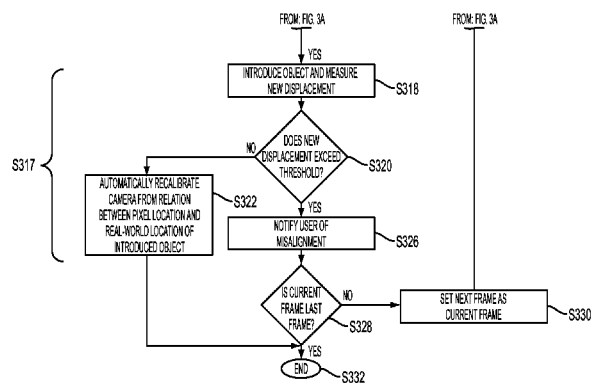 FROM: FIG. 3A
FROM: FIG. 3A
YES
INTRODUCE OBJECT AND MEASURE
NEW DISPLACEMENT
S318
S317
DOES NEW
DISPLACEMENT EXCEED
THRESHOLD?
NO
S320
AUTOMATICALLY RECALIBRATE
CAMERA FROM RELATION
BETWEEN PIXEL LOCATION AND
REAL-WORLD LOCATION OF
INTRODUCED OBJECT
S322
YES
NOTIFY USER OF
MISALIGNMENT
S326
IS CURRENT
FRAME LAST
FRAME?
NO
S328
SET NEXT FRAME AS
CURRENT FRAME
S330
YES
END
S332